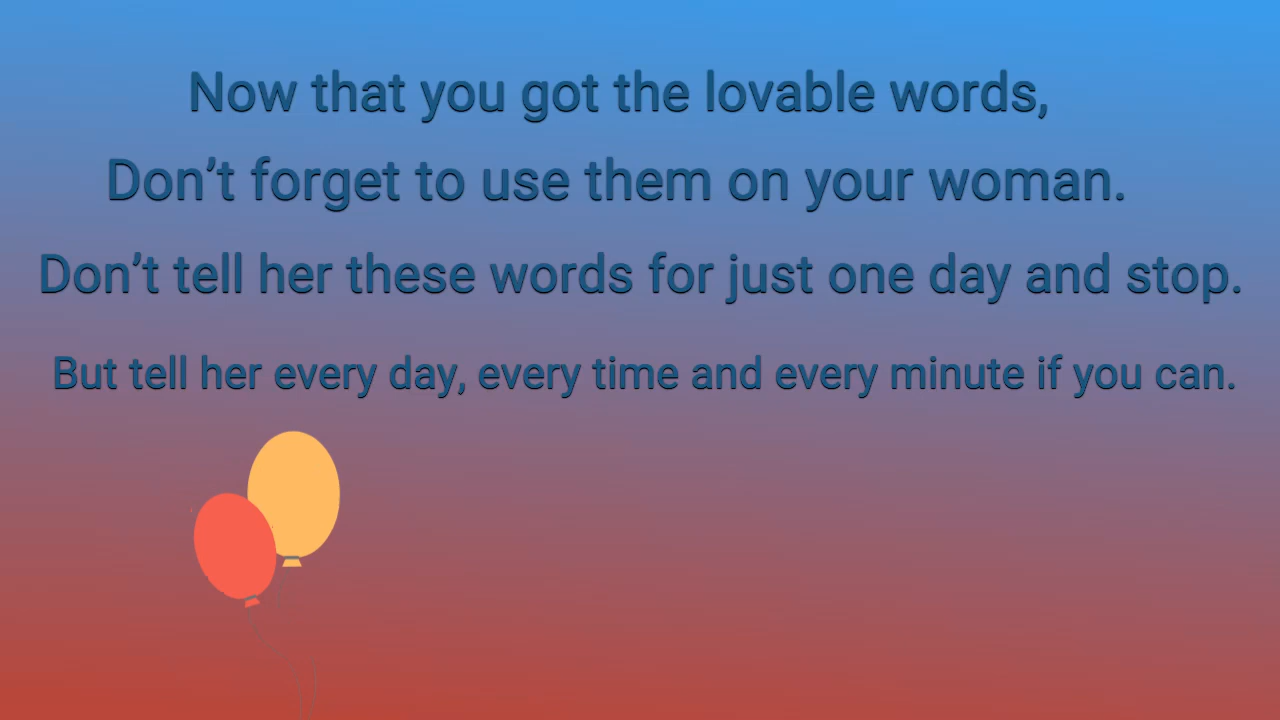 Now that you got the lovable words,
Don’t forget to use them on your woman.
Don’t tell her these words for just one day and stop.
But tell her every day, every time and every minute if you can.